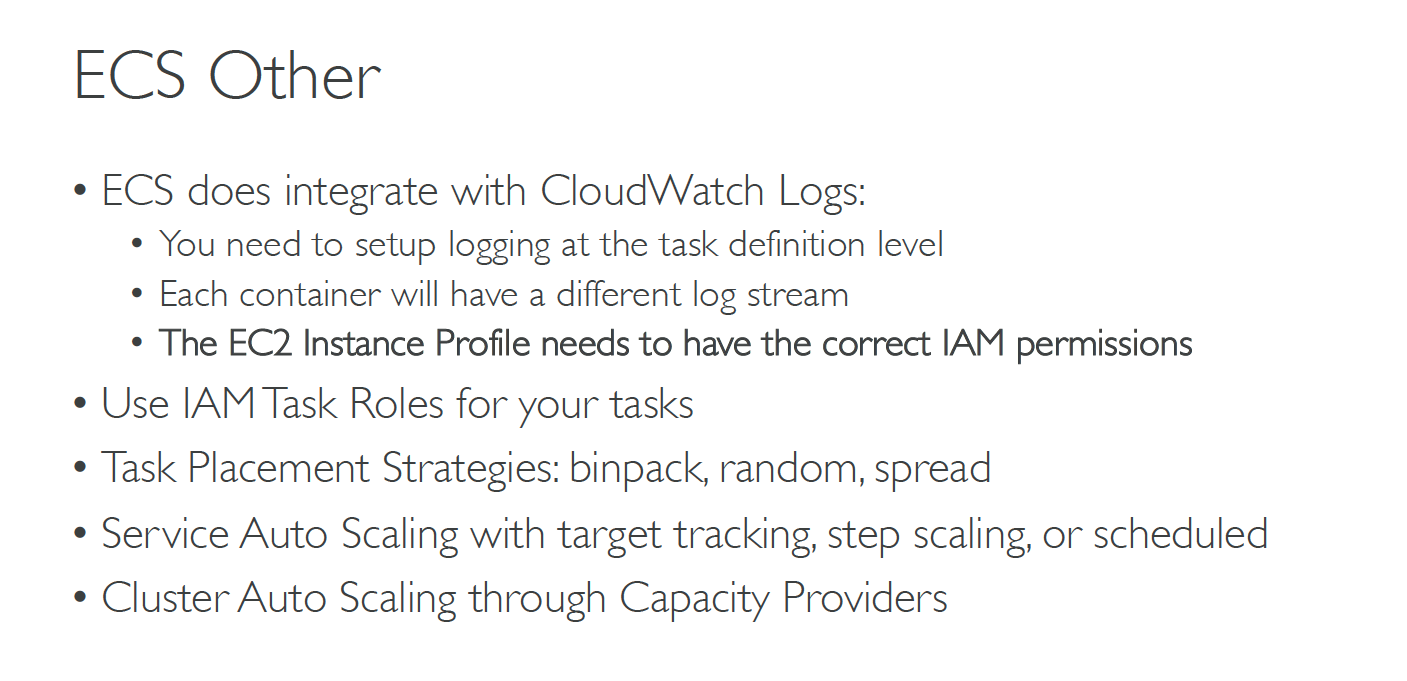 ECS Other
• ECS does integrate with CloudWatch Logs:
• You need to setup logging at the task definition level
• Each container will have a different log stream
• The EC2 Instance Profile needs to have the correct IAM permissions
• Use IAM Task Roles for your tasks
• Task Placement Strategies: binpack, random, spread
• Service Auto Scaling with target tracking, step scaling, or scheduled
• Cluster Auto Scaling through Capacity Providers